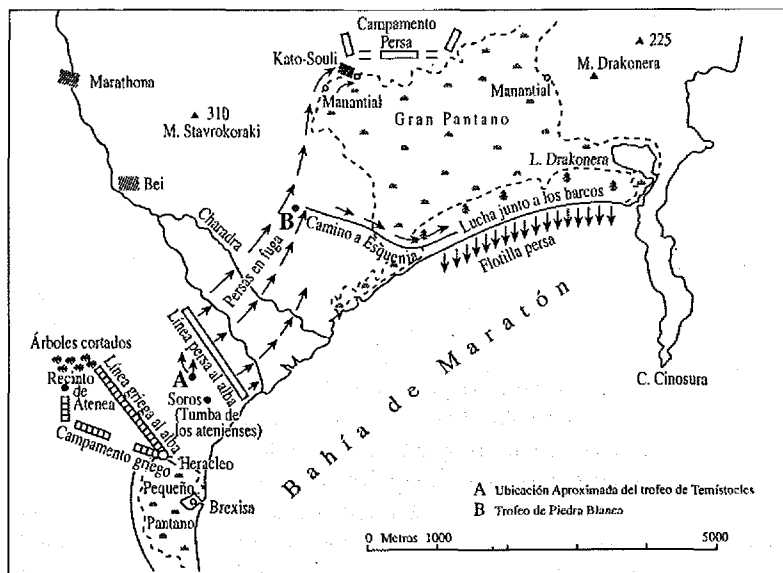 Campamento
Persa
Kato-Souli
225
M. Drakonera
Marathona
Manantial
Manantial
310
M. Stavrokoraki
Gran Pantano
L. Drakonera
Bei
Charadra
B
Camino a Esquenia
Lucha junto a los barcos
Flotilla persa
Persas en fuga
Línea persa al alba
Bahía de Maratón
Árboles cortados
Línea griega al alba
Recinto
de
Atenea
A
Soros
(Tumba de
los atenienses)
C. Cinosura
Campamento griego
Heracleo
Pequeño
Pantano
Brexisa
A Ubicación Aproximada del trofeo de Temístocles
B Trofeo de Piedra Blanca
0 Metros 1000 5000